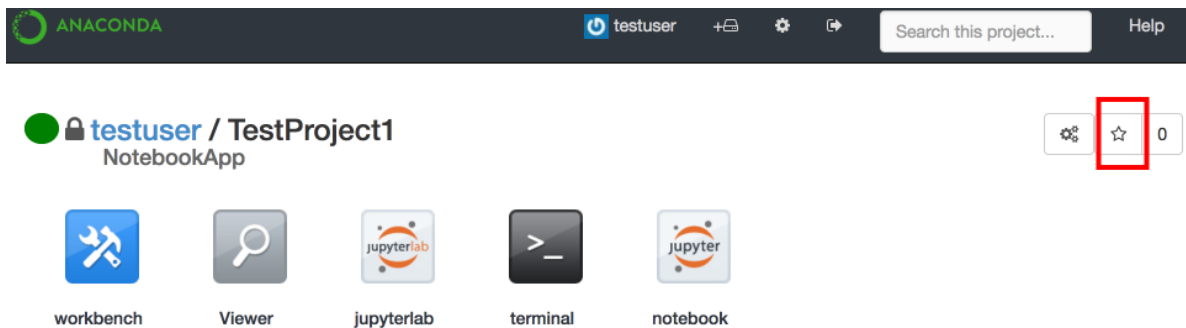 ANACONDA testuser Search this project... Help
testuser / TestProject1
NotebookApp
0
jupyterlab >_ jupyter
workbench Viewer jupyterlab terminal notebook